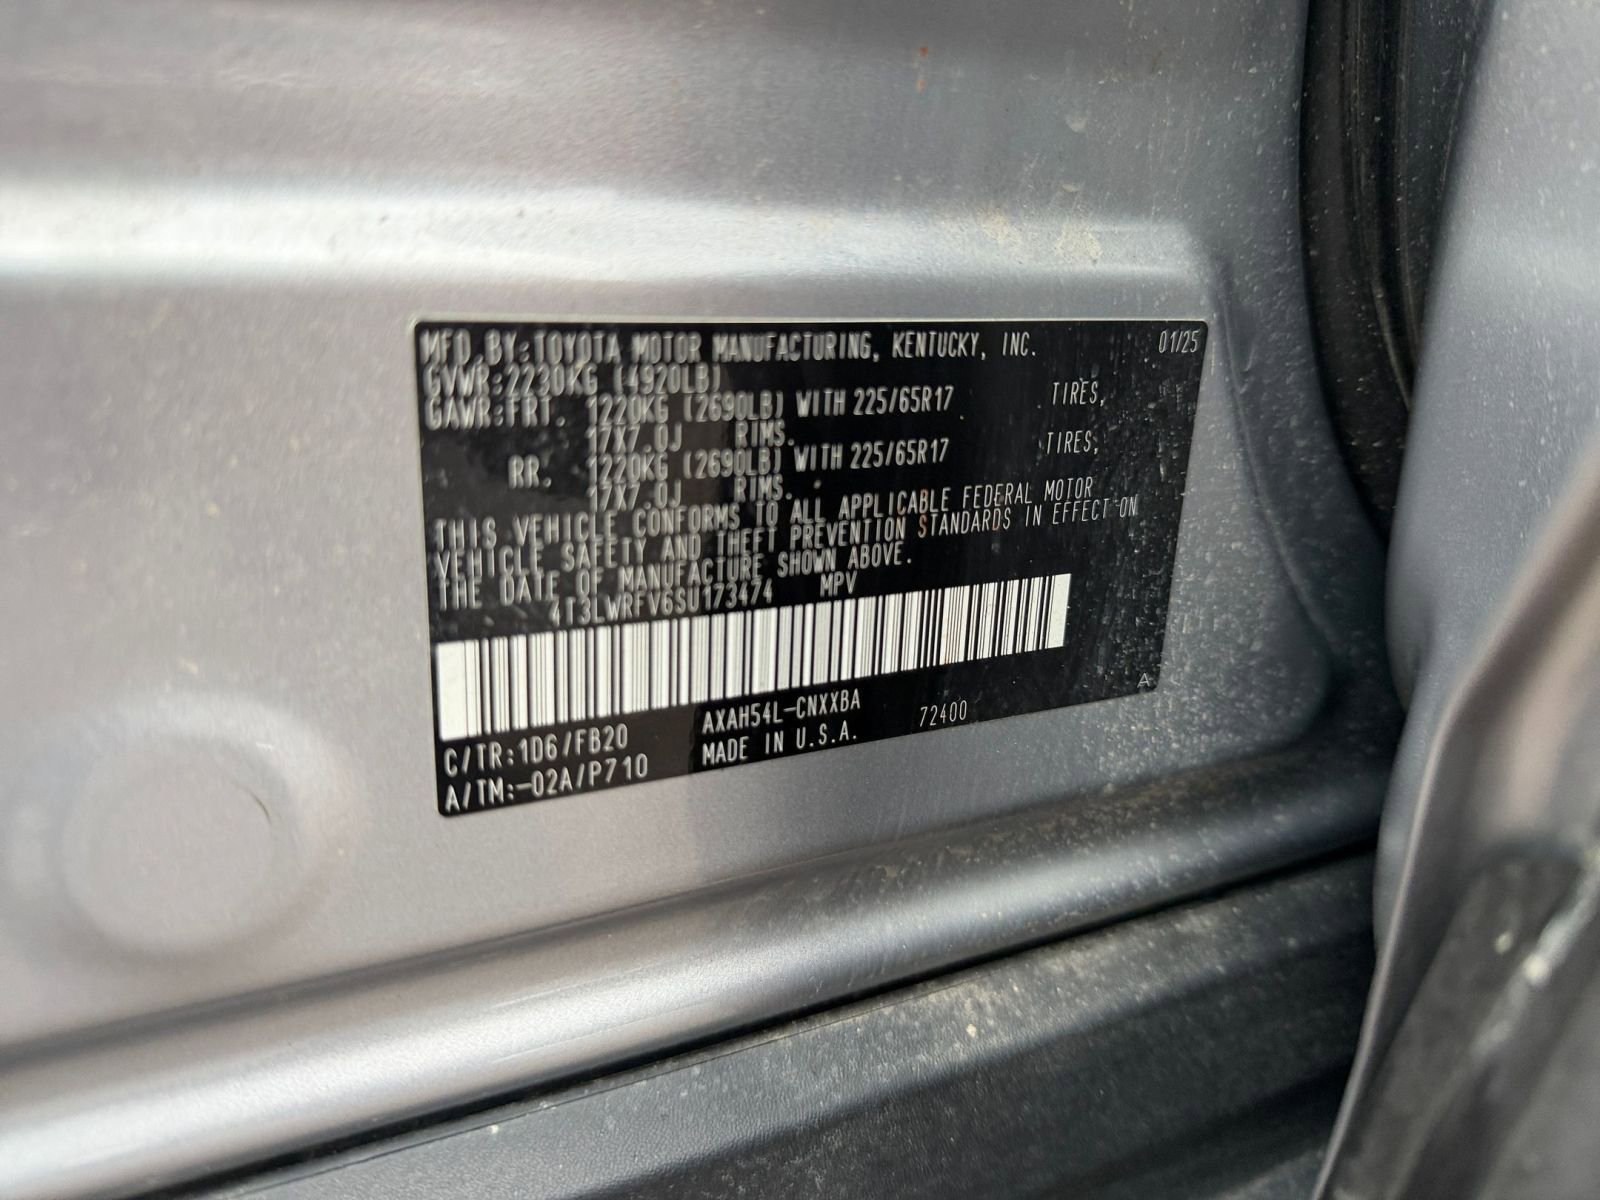 MFD. BY: TOYOTA MOTOR MANUFACTURING, KENTUCKY, INC. 01/25
GVWR: 2230KG (4920LB)
GAWR: FRT. 1220KG (2690LB) WITH 225/65R17 TIRES,
17X7.0J RIMS.
RR. 1220KG (2690LB) WITH 225/65R17 TIRES,
17X7.0J RIMS.
THIS VEHICLE CONFORMS TO ALL APPLICABLE FEDERAL MOTOR
VEHICLE SAFETY AND THEFT PREVENTION STANDARDS IN EFFECT ON
THE DATE OF MANUFACTURE SHOWN ABOVE.
4T3LWRFV6SU173474 MPV
C/TR: 1D6/FB20 AXAH54L-CNXXBA 72400 A
A/TM:-02A/P710 MADE IN U.S.A.